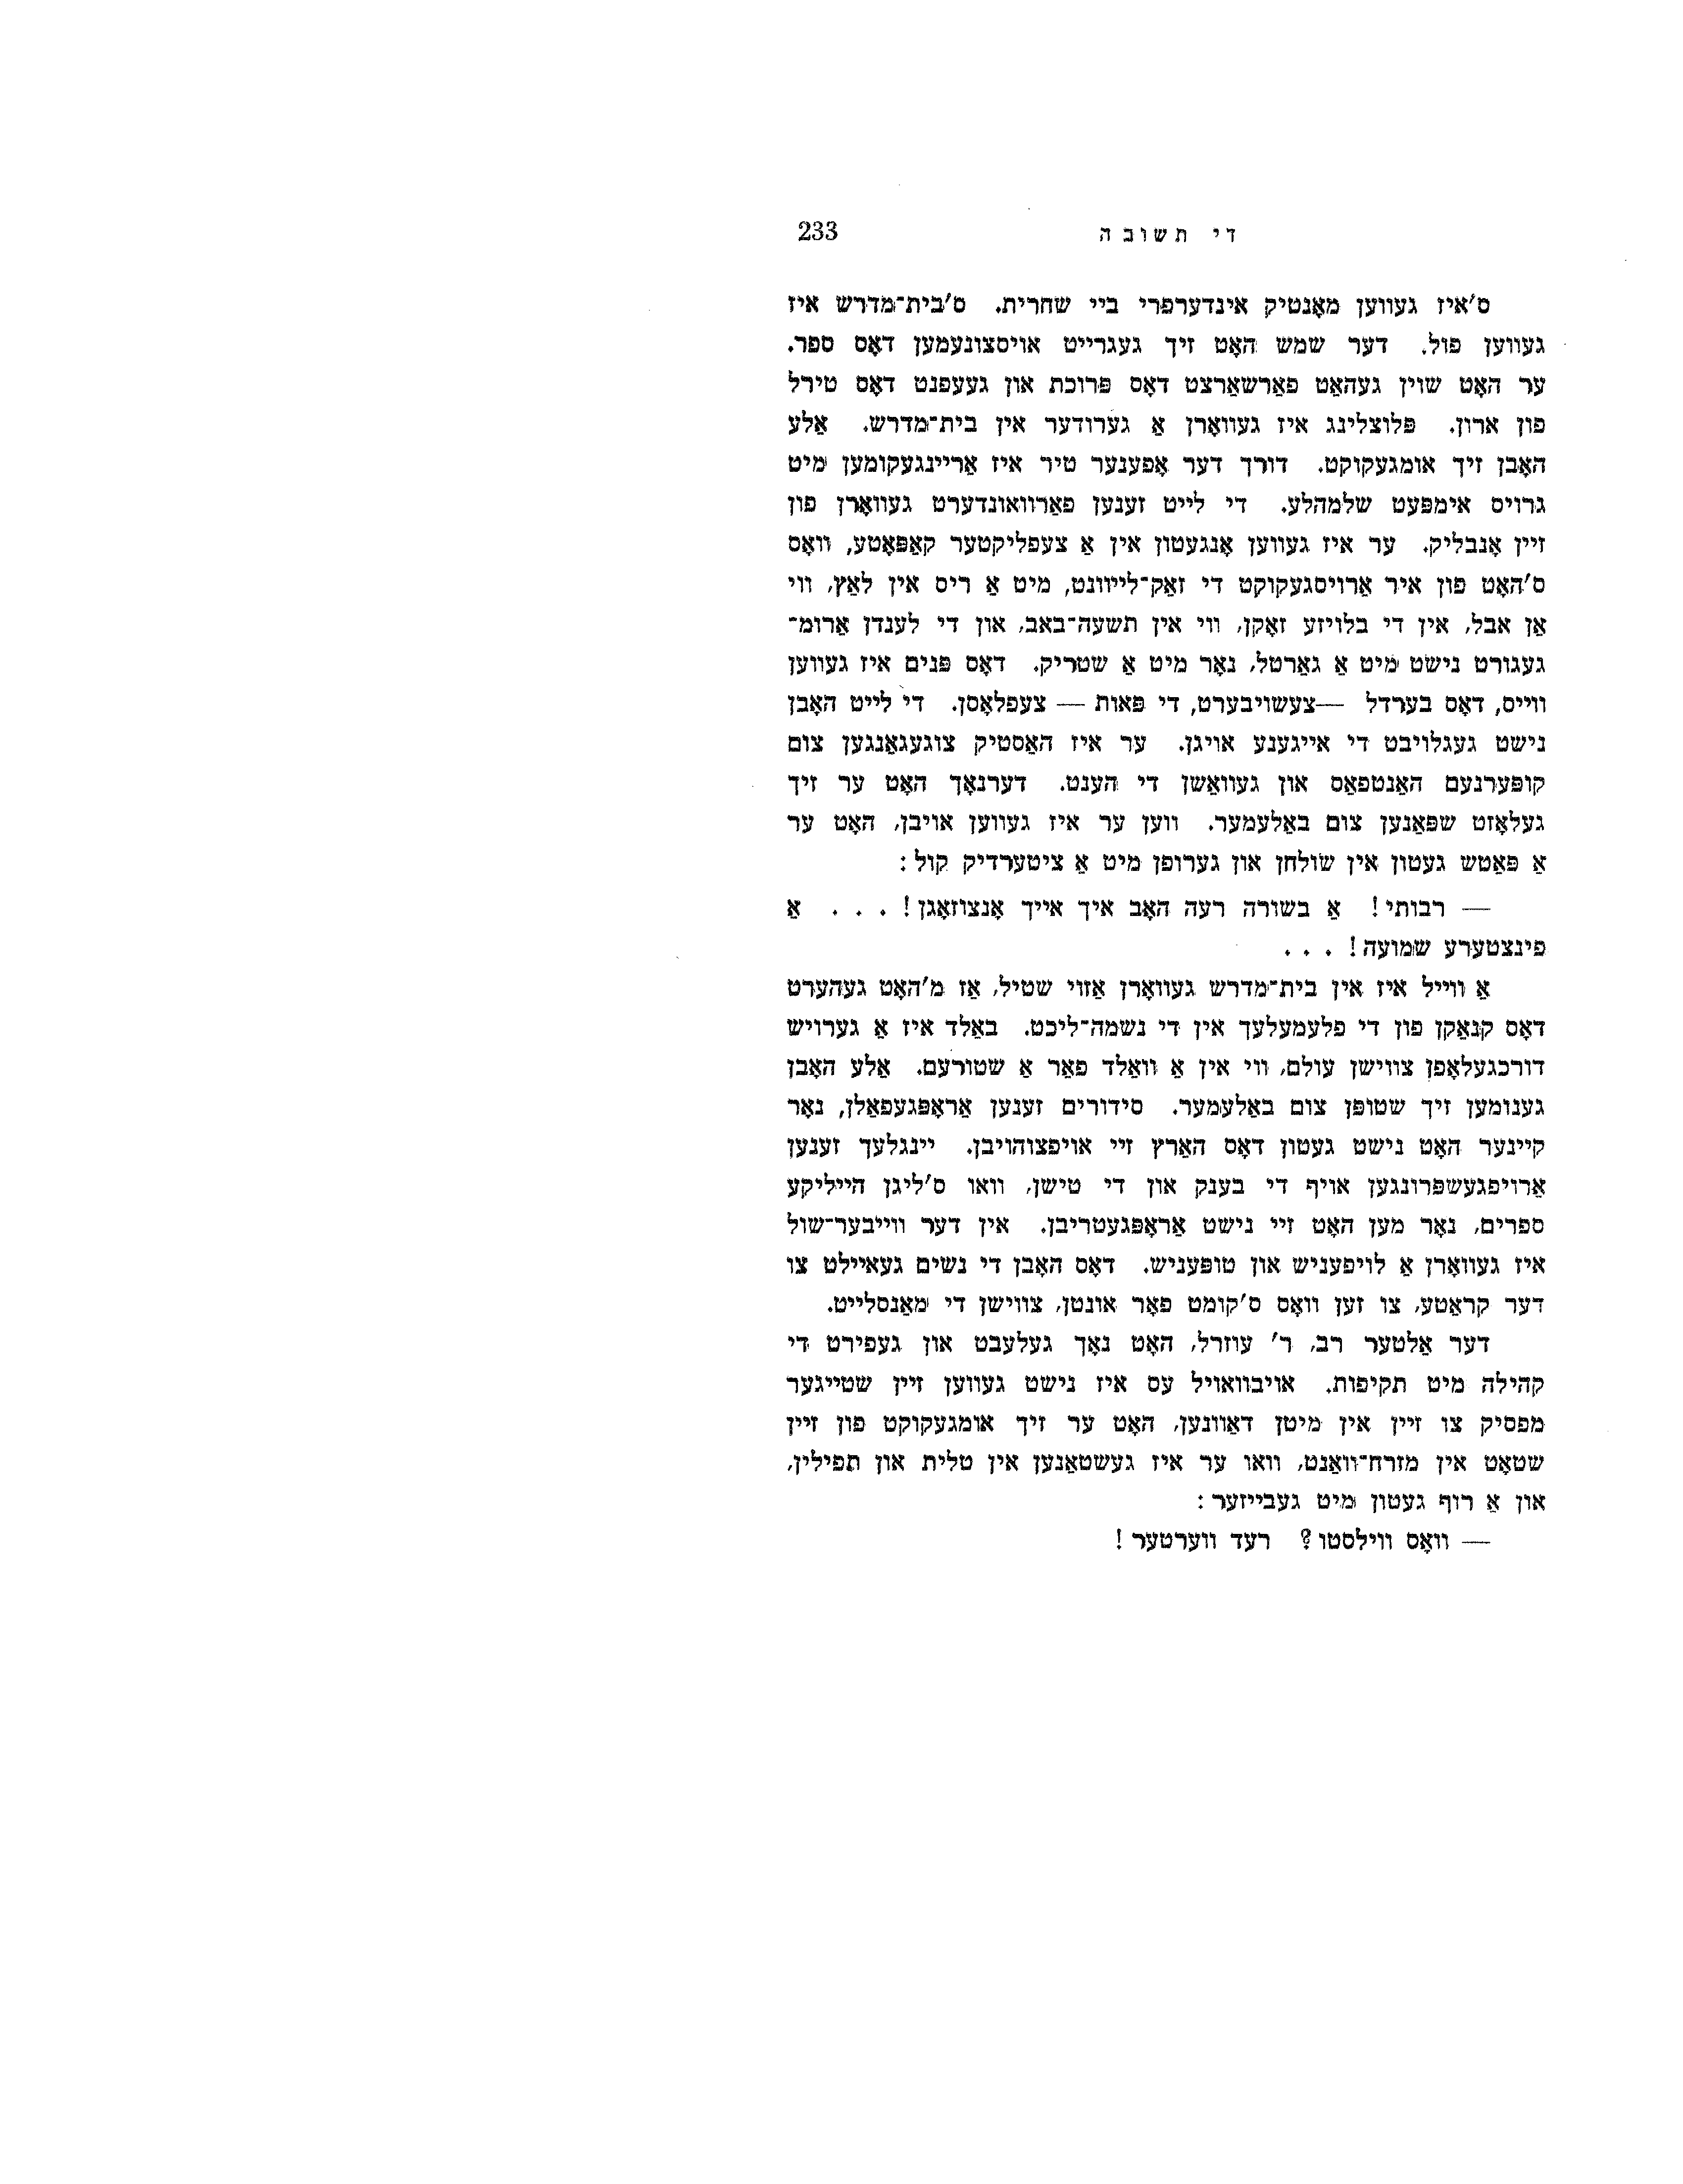 די תשובה 233
ס'איז געווען מאָנטיק אינדערפרי ביי שחרית. ס'בית־מדרש איז
געווען פול. דער שמש האָט זיך געגרייט אויסצונעמען דאָס ספר.
ער האָט שוין געהאַט פאַרשאַרצט דאָס פּרוכת און געעפנט דאָס טירל
פון ארון. פּלוצלינג איז געוואָרן אַ גערודער אין בית־מדרש. אַלע
האָבן זיך אומגעקוקט. דורך דער אָפענער טיר איז אַריינגעקומען מיט
גרויס אימפּעט שלמהלע. די לייט זענען פאַרוואונדערט געוואָרן פון
זיין אָנבליק. ער איז געווען אָנגעטון אין אַ צעפליקטער קאַפּאָטע, וואָס
ס'האָט פון איר אַרויסגעקוקט די זאַק־לייוונט, מיט אַ ריס אין לאַץ, ווי
אַן אבל, אין די בלויזע זאָקן, ווי אין תשעה־באב, און די לענדן אַרומ־
געגורט נישט מיט אַ גאַרטל, נאָר מיט אַ שטריק. דאָס פּנים איז געווען
ווייס, דאָס בערדל —צעשויבערט, די פּאות — צעפלאָסן. די לייט האָבן
נישט געגלויבט די אייגענע אויגן. ער איז האַסטיק צוגעגאַנגען צום
קופּערנעם האַנטפאַס און געוואַשן די הענט. דערנאָך האָט ער זיך
געלאָזט שפּאַנען צום באַלעמער. ווען ער איז געווען אויבן, האָט ער
אַ פּאַטש געטון אין שולחן און גערופן מיט אַ ציטערדיק קול:
— רבותי! אַ בשורה רעה האָב איך אייך אָנצוזאָגן! . . . אַ
פינצטערע שמועה! . . .
אַ ווייל איז אין בית־מדרש געוואָרן אַזוי שטיל, אַז מ'האָט געהערט
דאָס קנאַקן פון די פלעמעלעך אין די נשמה־ליכט. באַלד איז אַ גערויש
דורכגעלאָפן צווישן עולם, ווי אין אַ וואַלד פאַר אַ שטורעם. אַלע האָבן
גענומען זיך שטופּן צום באַלעמער. סידורים זענען אַראָפּגעפאַלן, נאָר
קיינער האָט נישט געטון דאָס האַרץ זיי אויפצוהויבן. יינגלעך זענען
אַרויפגעשפּרונגען אויף די בענק און די טישן, וואו ס'ליגן הייליקע
ספרים, נאָר מען האָט זיי נישט אַראָפּגעטריבן. אין דער ווייבער־שול
איז געוואָרן אַ לויפעניש און טופּעניש. דאָס האָבן די נשים געאיילט צו
דער קראַטע, צו זען וואָס ס'קומט פאָר אונטן, צווישן די מאַנסלייט.
דער אַלטער רב, ר' עוזרל, האָט נאָך געלעבט און געפירט די
קהילה מיט תקיפות. אויבוואויל עס איז נישט געווען זיין שטייגער
מפסיק צו זיין אין מיטן דאַוונען, האָט ער זיך אומגעקוקט פון זיין
שטאָט אין מזרח־וואַנט, וואו ער איז געשטאַנען אין טלית און תפילין,
און אַ רוף געטון מיט געבייזער:
— וואָס ווילסטו? רעד ווערטער!